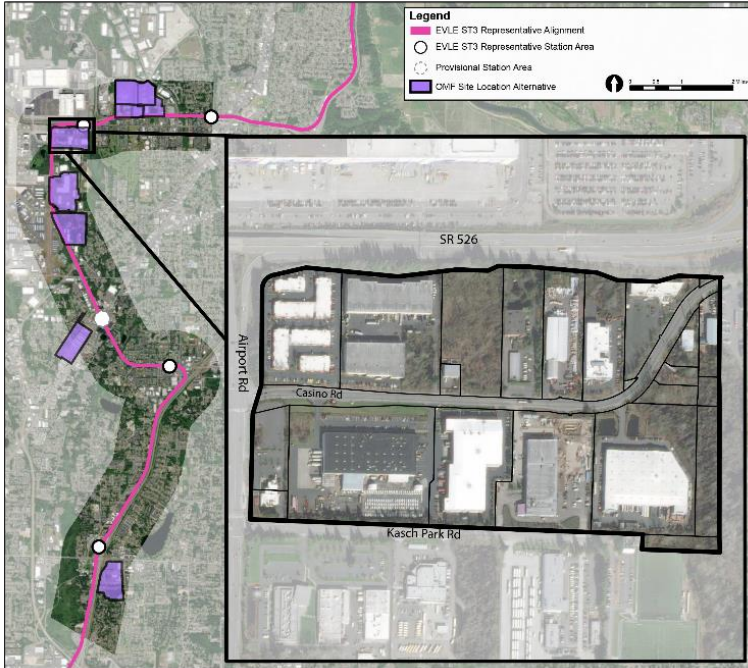 Legend
EVLE ST3 Representative Alignment
EVLE ST3 Representative Station Area
Provisional Station Area
OMF Site Location Alternative
SR 526
Airport Rd
Casino Rd
Kasch Park Rd